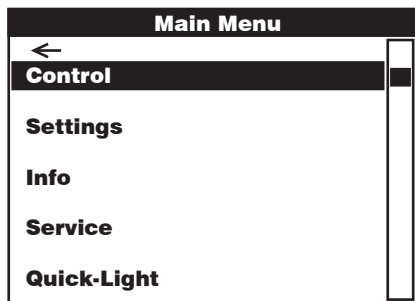 Main Menu
←
Control
Settings
Info
Service
Quick-Light